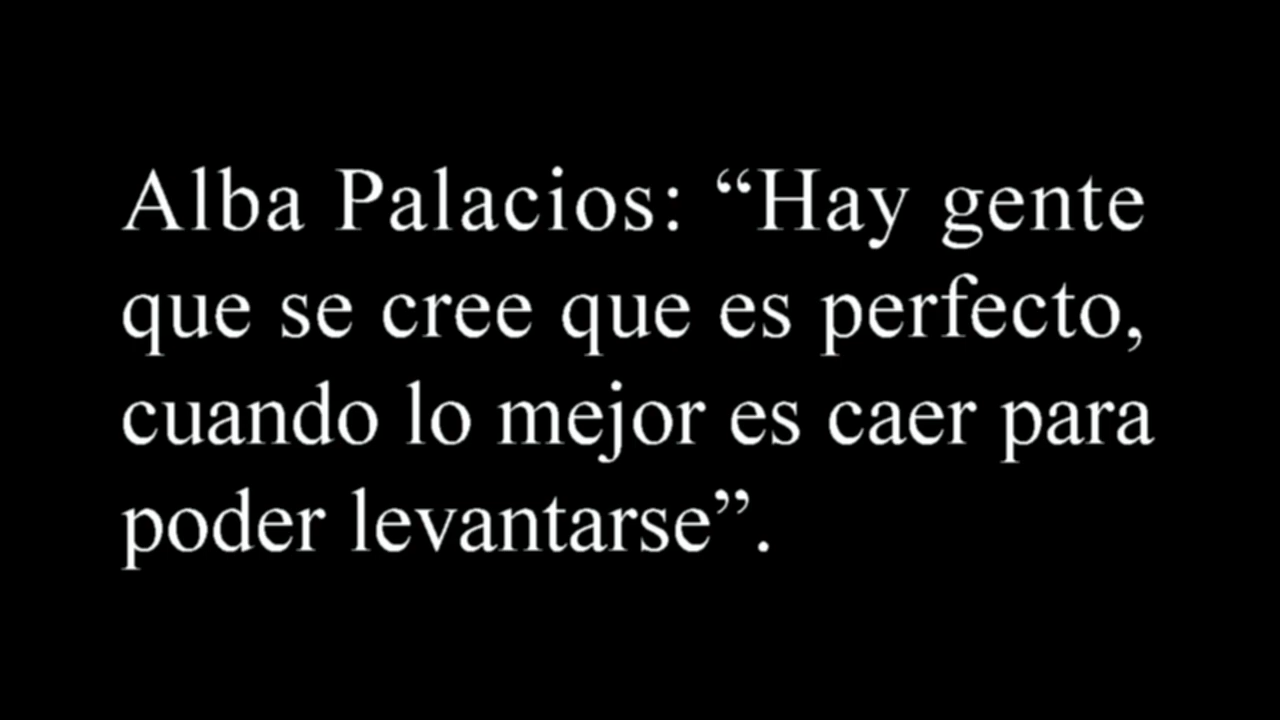 Alba Palacios: “Hay gente
que se cree que es perfecto,
cuando lo mejor es caer para
poder levantarse”.